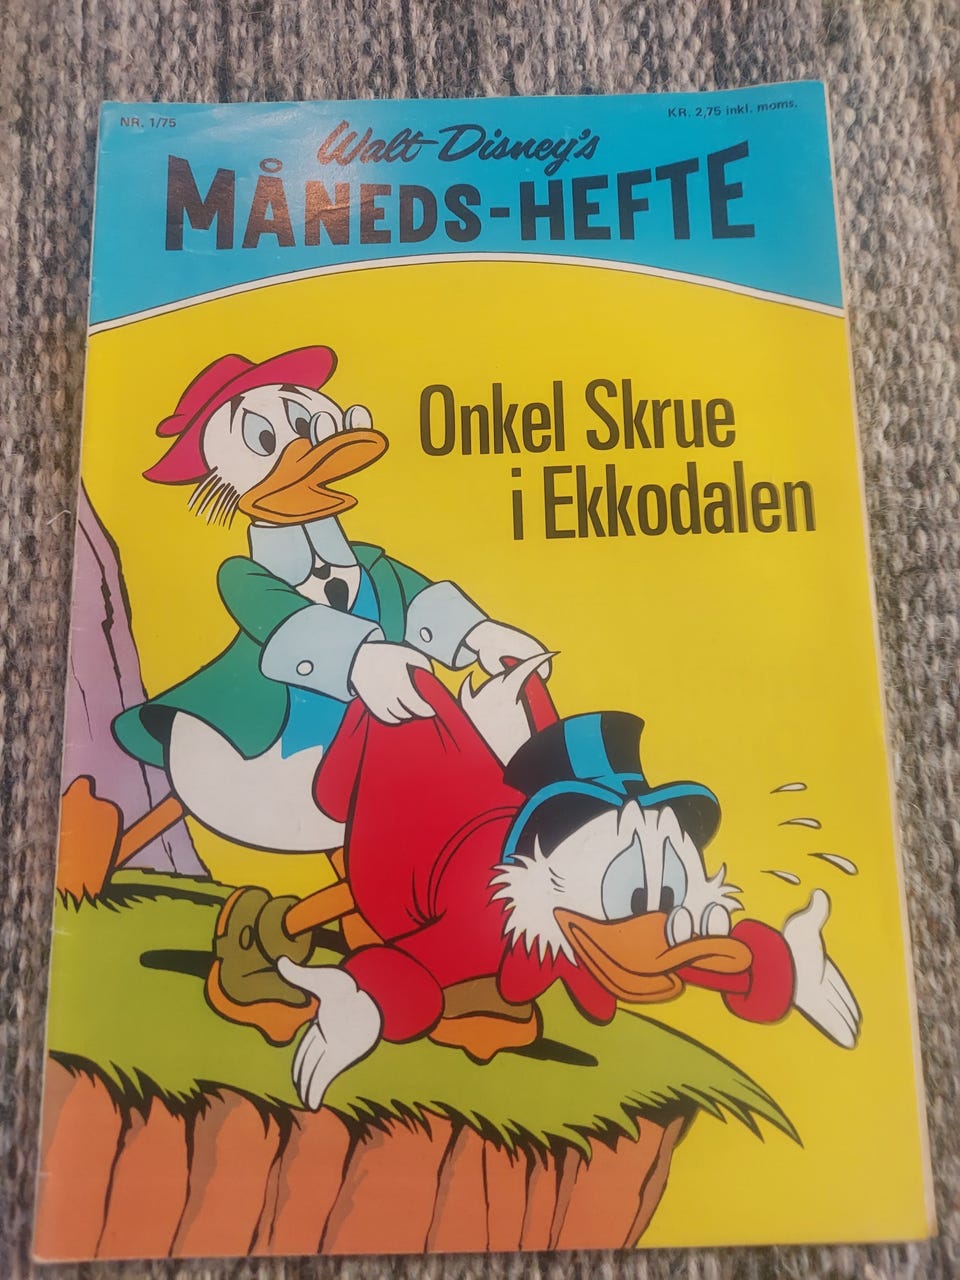 NR. 1/75
KR. 2,75 inkl. moms.
Walt Disney's
MÅNEDS-HEFTE
Onkel Skrue
i Ekkodalen